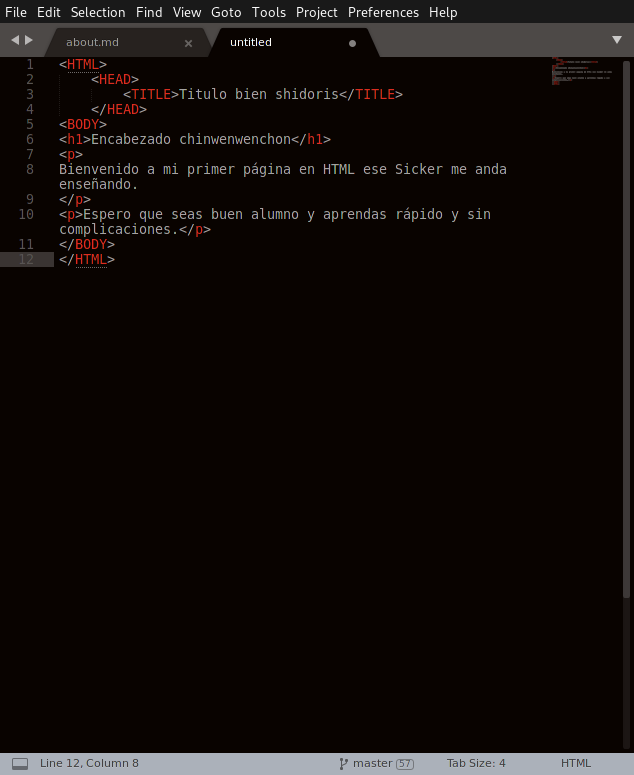 File Edit Selection Find View Goto Tools Project Preferences Help
about.md × untitled
1 <HTML>
2 <HEAD>
3 <TITLE>Titulo bien shidoris</TITLE>
4 </HEAD>
5 <BODY>
6 <h1>Encabezado chinwenwenchon</h1>
7 <p>
8 Bienvenido a mi primer página en HTML ese Sicker me anda
enseñando.
9 </p>
10 <p>Espero que seas buen alumno y aprendas rápido y sin
complicaciones.</p>
11 </BODY>
12 </HTML>
Line 12, Column 8 master 57 Tab Size: 4 HTML